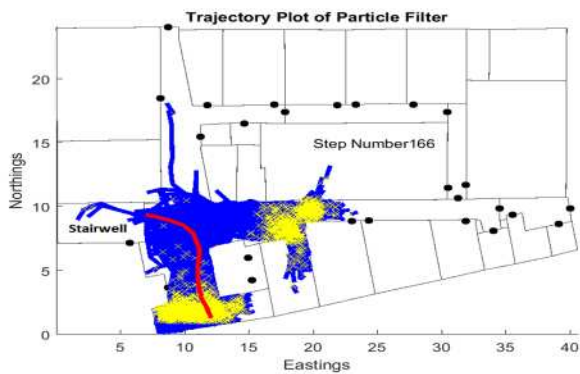 Trajectory Plot of Particle Filter
20
Step Number166
15
Northings
10
Stairwell
5
0
5 10 15 20 25 30 35 40
Eastings